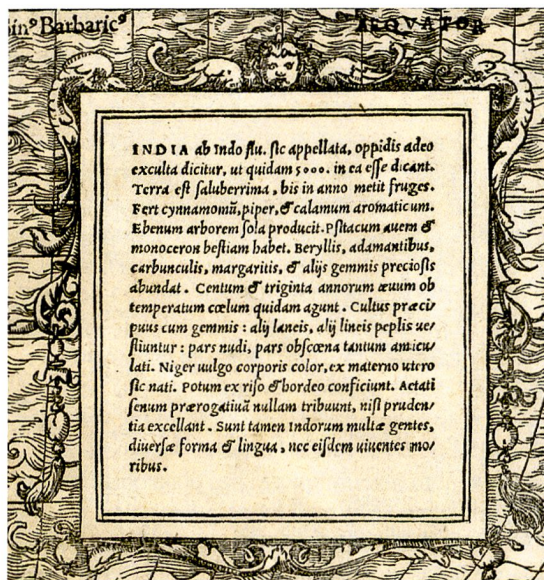 inꝰ Barbaricꝰ
AEQVATOR
INDIA ab Indo flu. ſic appellata, oppidis adeo
exculta dicitur, ut quidam 5000. in ea eſſe dicant.
Terra eſt ſaluberrima, bis in anno metit fruges.
Fert cynnamomū, piper, & calamum aromaticum.
Ebenum arborem ſola producit. Pſitacum auem &
monoceros beſtiam habet. Beryllis, adamantibus,
carbunculis, margaritis, & alijs gemmis precioſis
abundat. Centum & triginta annorum æuum ob
temperatum cœlum quidam agunt. Cultus præci/
puus cum gemmis: alij laneis, alij lineis peplis ue/
ſtiuntur: pars nudi, pars obſcœna tantum amicu/
lati. Niger uulgo corporis color, ex materno utero
ſic nati. Potum ex riſo & hordeo conficiunt. Aetati
ſenum prærogatiuā nullam tribuunt, niſi pruden/
tia excellant. Sunt tamen Indorum multæ gentes,
diuerſæ forma & lingua, nec eiſdem uiuentes mo/
ribus.